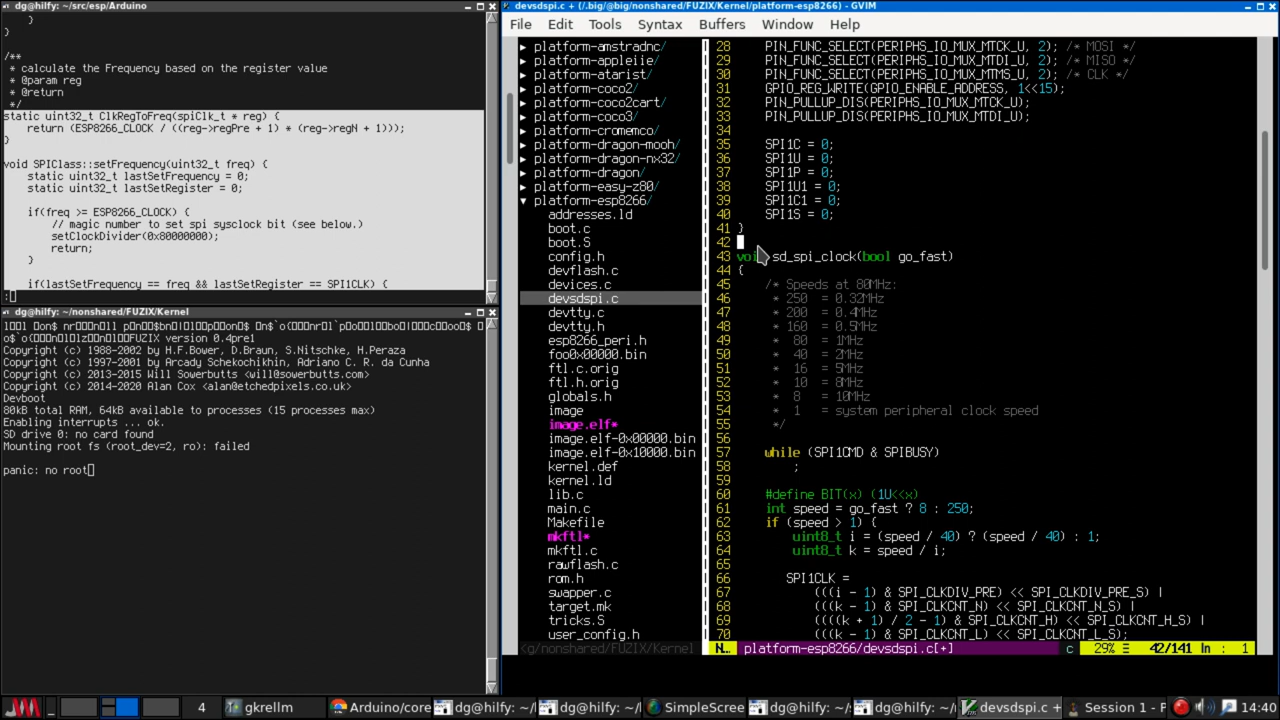 dg@hilfy: ~/src/esp/Arduino
}
/**
* calculate the Frequency based on the register value
* @param reg
* @return
*/
static uint32_t ClkRegToFreq(spiClk_t * reg) {
return (ESP8266_CLOCK / ((reg->regPre + 1) * (reg->regN + 1)));
}
void SPIClass::setFrequency(uint32_t freq) {
static uint32_t lastSetFrequency = 0;
static uint32_t lastSetRegister = 0;
if(freq >= ESP8266_CLOCK) {
// magic number to set spi sysclock bit (see below.)
setClockDivider(0x80000000);
return;
}
if(lastSetFrequency == freq && lastSetRegister == SPI1CLK) {
:
dg@hilfy: ~/nonshared/FUZIX/Kernel
FUZIX version 0.4pre1
Copyright (c) 1988-2002 by H.F.Bower, D.Braun, S.Nitschke, H.Peraza
Copyright (c) 1997-2001 by Arcady Schekochikhin, Adriano C. R. da Cunha
Copyright (c) 2013-2015 Will Sowerbutts <will@sowerbutts.com>
Copyright (c) 2014-2020 Alan Cox <alan@etchedpixels.co.uk>
Devboot
80kB total RAM, 64kB available to processes (15 processes max)
Enabling interrupts ... ok.
SD drive 0: no card found
Mounting root fs (root_dev=2, ro): failed
panic: no root
devsdspi.c + (/.big/@big/nonshared/FUZIX/Kernel/platform-esp8266) - GVIM
File Edit Tools Syntax Buffers Window Help
▶ platform-amstradnc/
▶ platform-appleiie/
▶ platform-atarist/
▶ platform-coco2/
▶ platform-coco2cart/
▶ platform-coco3/
▶ platform-cromemco/
▶ platform-dragon-mooh/
▶ platform-dragon-nx32/
▶ platform-dragon/
▶ platform-easy-z80/
▼ platform-esp8266/
addresses.ld
boot.c
boot.S
config.h
devflash.c
devices.c
devsdspi.c
devtty.c
devtty.h
esp8266_peri.h
foo0x00000.bin
ftl.c.orig
ftl.h.orig
globals.h
image
image.elf*
image.elf-0x00000.bin
image.elf-0x10000.bin
kernel.def
kernel.ld
lib.c
main.c
Makefile
mkftl*
mkftl.c
rawflash.c
rom.h
swapper.c
target.mk
tricks.S
user_config.h
<g/nonshared/FUZIX/Kernel
28 PIN_FUNC_SELECT(PERIPHS_IO_MUX_MTCK_U, 2); /* MOSI */
29 PIN_FUNC_SELECT(PERIPHS_IO_MUX_MTDI_U, 2); /* MISO */
30 PIN_FUNC_SELECT(PERIPHS_IO_MUX_MTMS_U, 2); /* CLK */
31 GPIO_REG_WRITE(GPIO_ENABLE_ADDRESS, 1<<15);
32 PIN_PULLUP_DIS(PERIPHS_IO_MUX_MTCK_U);
33 PIN_PULLUP_DIS(PERIPHS_IO_MUX_MTDI_U);
34
35 SPI1C = 0;
36 SPI1U = 0;
37 SPI1P = 0;
38 SPI1U1 = 0;
39 SPI1C1 = 0;
40 SPI1S = 0;
41 }
42
43 void sd_spi_clock(bool go_fast)
44 {
45 /* Speeds at 80MHz:
46 * 250 = 0.32MHz
47 * 200 = 0.4MHz
48 * 160 = 0.5MHz
49 * 80 = 1MHz
50 * 40 = 2MHz
51 * 16 = 5MHz
52 * 10 = 8MHz
53 * 8 = 10MHz
54 * 1 = system peripheral clock speed
55 */
56
57 while (SPI1CMD & SPIBUSY)
58 ;
59
60 #define BIT(x) (1U<<x)
61 int speed = go_fast ? 8 : 250;
62 if (speed > 1) {
63 uint8_t i = (speed / 40) ? (speed / 40) : 1;
64 uint8_t k = speed / i;
65
66 SPI1CLK =
67 (((i - 1) & SPI_CLKDIV_PRE) << SPI_CLKDIV_PRE_S) |
68 (((k - 1) & SPI_CLKCNT_N) << SPI_CLKCNT_N_S) |
69 ((((k + 1) / 2 - 1) & SPI_CLKCNT_H) << SPI_CLKCNT_H_S) |
70 (((k - 1) & SPI_CLKCNT_L) << SPI_CLKCNT_L_S);
N… platform-esp8266/devsdspi.c[+] c 29% 42/141 ln : 1
4 gkrellm Arduino/core dg@hilfy: ~/ dg@hilfy: ~/ SimpleScree dg@hilfy: ~/ dg@hilfy: ~/ devsdspi.c + Session 1 - F 14:40